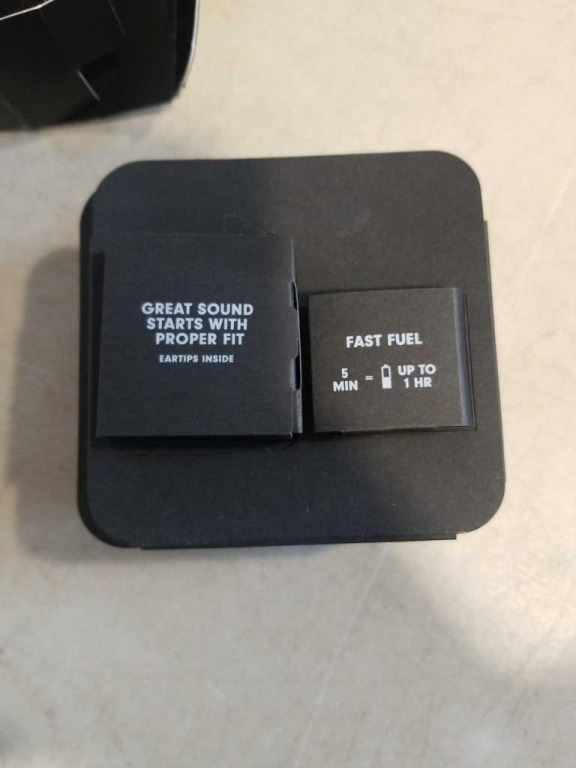 GREAT SOUND
STARTS WITH
PROPER FIT
EARTIPS INSIDE
FAST FUEL
5 MIN = UP TO 1 HR